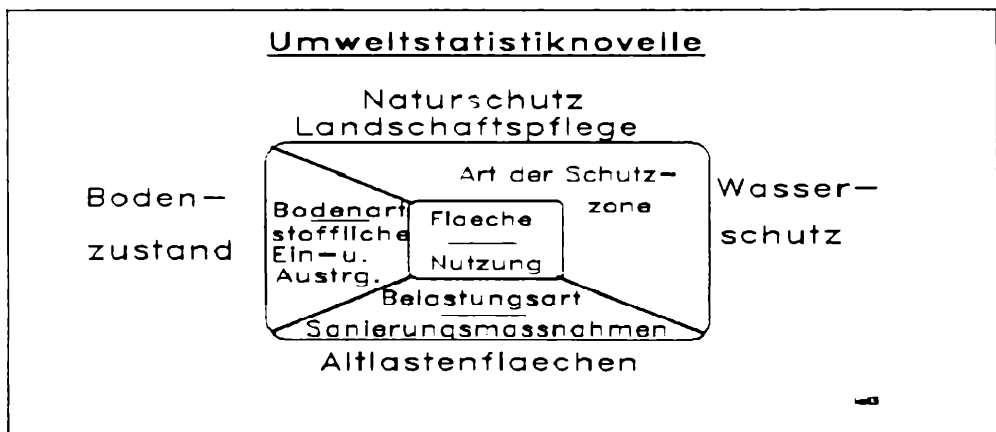 Umweltstatistiknovelle
Naturschutz
Landschaftspflege
Boden-
zustand
Bodenart
stoffliche
Ein-u.
Austrg.
Flaeche
Nutzung
Art der Schutz-
zone
Wasser-
schutz
Belastungsart
Sanierungsmassnahmen
Altlastenflaechen